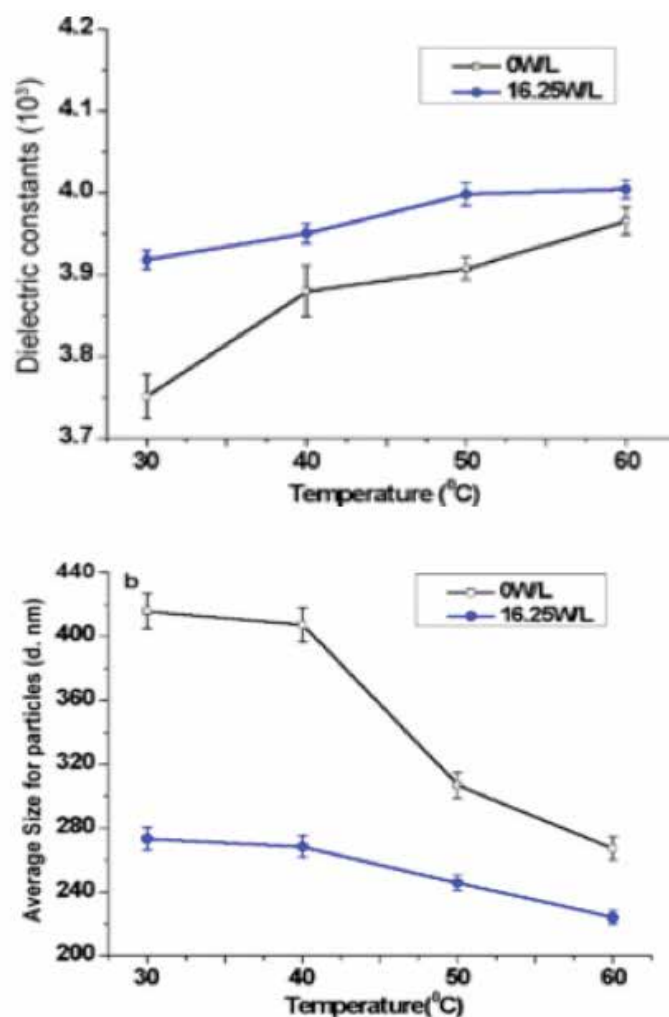 4.2
4.1
4.0
3.9
3.8
3.7
Dielectric constants (10³)
0W/L
16.25W/L
30 40 50 60
Temperature (⁰C)
b
440
400
360
320
280
240
200
Average Size for particles (d. nm)
0W/L
16.25W/L
30 40 50 60
Temperature(⁰C)